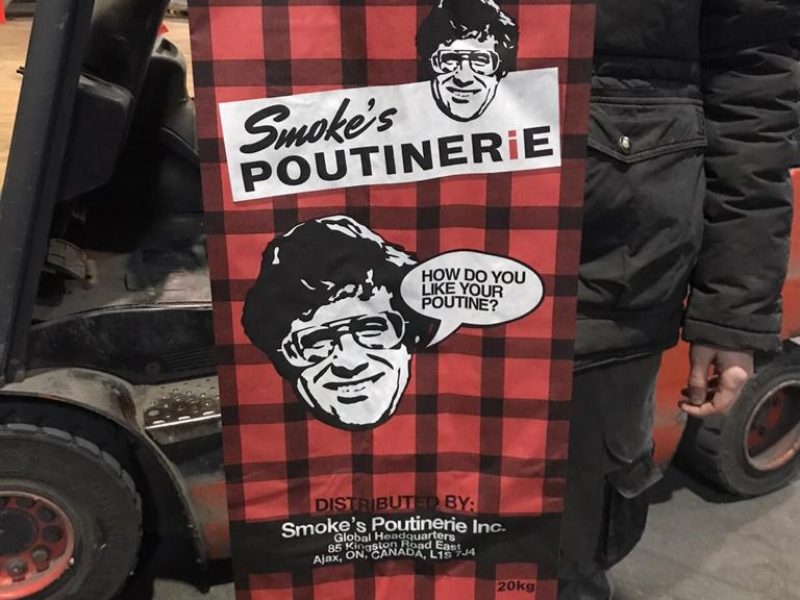 Smoke's
POUTINERiE
HOW DO YOU
LIKE YOUR
POUTINE?
DISTRIBUTED BY:
Smoke's Poutinerie Inc.
Global Headquarters
85 Kingston Road East
Ajax, ON, CANADA, L1S 7J4
20kg